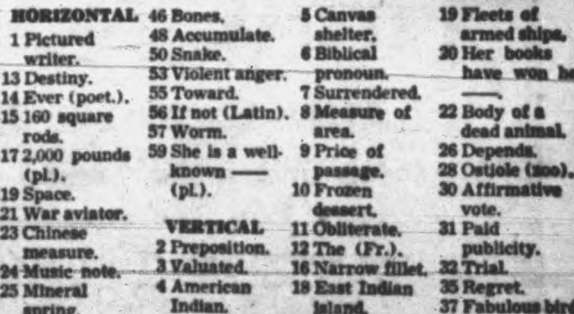 HORIZONTAL
1 Pictured
writer.
13 Destiny.
14 Ever (poet.).
15 160 square
rods.
17 2,000 pounds
(pl.).
19 Space.
21 War aviator.
23 Chinese
measure.
24 Music note.
25 Mineral
spring.
46 Bones.
48 Accumulate.
50 Snake.
53 Violent anger.
55 Toward.
56 If not (Latin).
57 Worm.
59 She is a well-
known —
(pl.).
VERTICAL
2 Preposition.
3 Valuated.
4 American
Indian.
5 Canvas
shelter.
6 Biblical
pronoun.
7 Surrendered.
8 Measure of
area.
9 Price of
passage.
10 Frozen
dessert.
11 Obliterate.
12 The (Fr.).
16 Narrow fillet.
18 East Indian
island.
19 Fleets of
armed ships.
20 Her books
have won he
—.
22 Body of a
dead animal.
26 Depends.
28 Ostiole (zoo).
30 Affirmative
vote.
31 Paid
publicity.
32 Trial.
35 Regret.
37 Fabulous bird